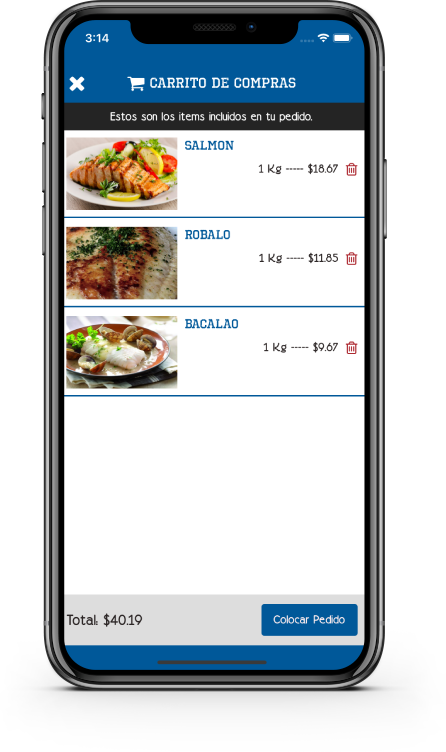 3:14
CARRITO DE COMPRAS
Estos son los items incluidos en tu pedido.
SALMON
1 Kg ----- $18.67
ROBALO
1 Kg ----- $11.85
BACALAO
1 Kg ----- $9.67
Total: $40.19
Colocar Pedido